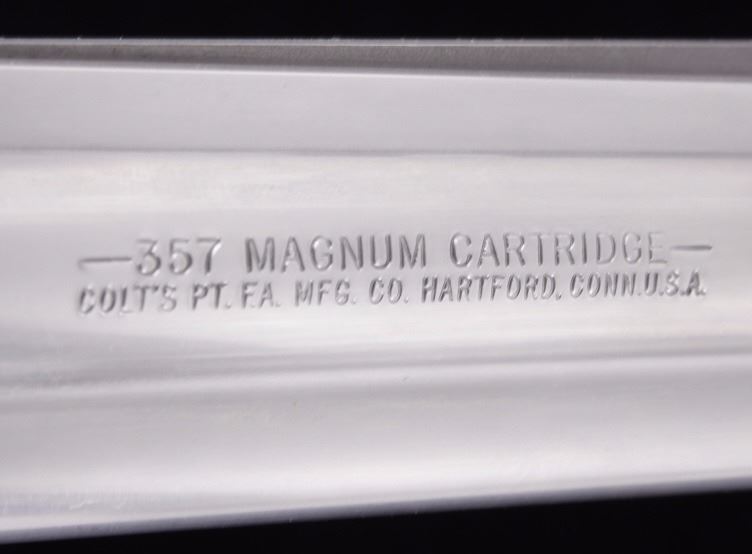 —357 MAGNUM CARTRIDGE—
COLT'S PT. F.A. MFG. CO. HARTFORD, CONN. U.S.A.